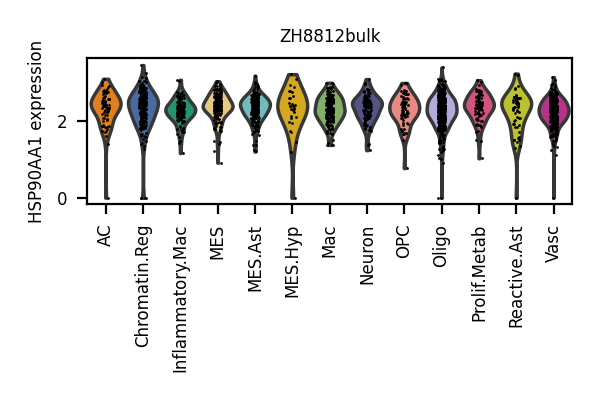 ZH8812bulk
HSP90AA1 expression
2
0
AC
Chromatin.Reg
Inflammatory.Mac
MES
MES.Ast
MES.Hyp
Mac
Neuron
OPC
Oligo
Prolif.Metab
Reactive.Ast
Vasc